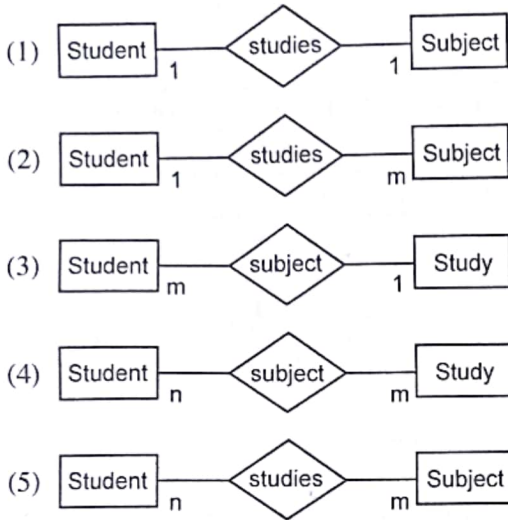 (1) Student studies Subject
1 1
(2) Student studies Subject
1 m
(3) Student subject Study
m 1
(4) Student subject Study
n m
(5) Student studies Subject
n m